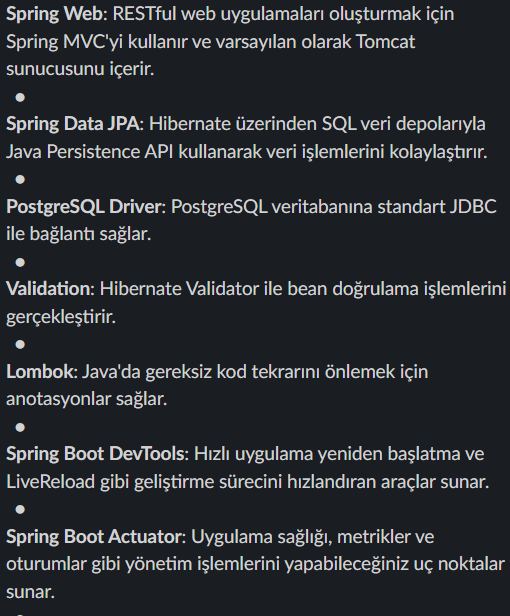 Spring Web: RESTful web uygulamaları oluşturmak için
Spring MVC'yi kullanır ve varsayılan olarak Tomcat
sunucusunu içerir.
•
Spring Data JPA: Hibernate üzerinden SQL veri depolarıyla
Java Persistence API kullanarak veri işlemlerini kolaylaştırır.
•
PostgreSQL Driver: PostgreSQL veritabanına standart JDBC
ile bağlantı sağlar.
•
Validation: Hibernate Validator ile bean doğrulama işlemlerini
gerçekleştirir.
•
Lombok: Java'da gereksiz kod tekrarını önlemek için
anotasyonlar sağlar.
•
Spring Boot DevTools: Hızlı uygulama yeniden başlatma ve
LiveReload gibi geliştirme sürecini hızlandıran araçlar sunar.
•
Spring Boot Actuator: Uygulama sağlığı, metrikler ve
oturumlar gibi yönetim işlemlerini yapabileceğiniz uç noktalar
sunar.